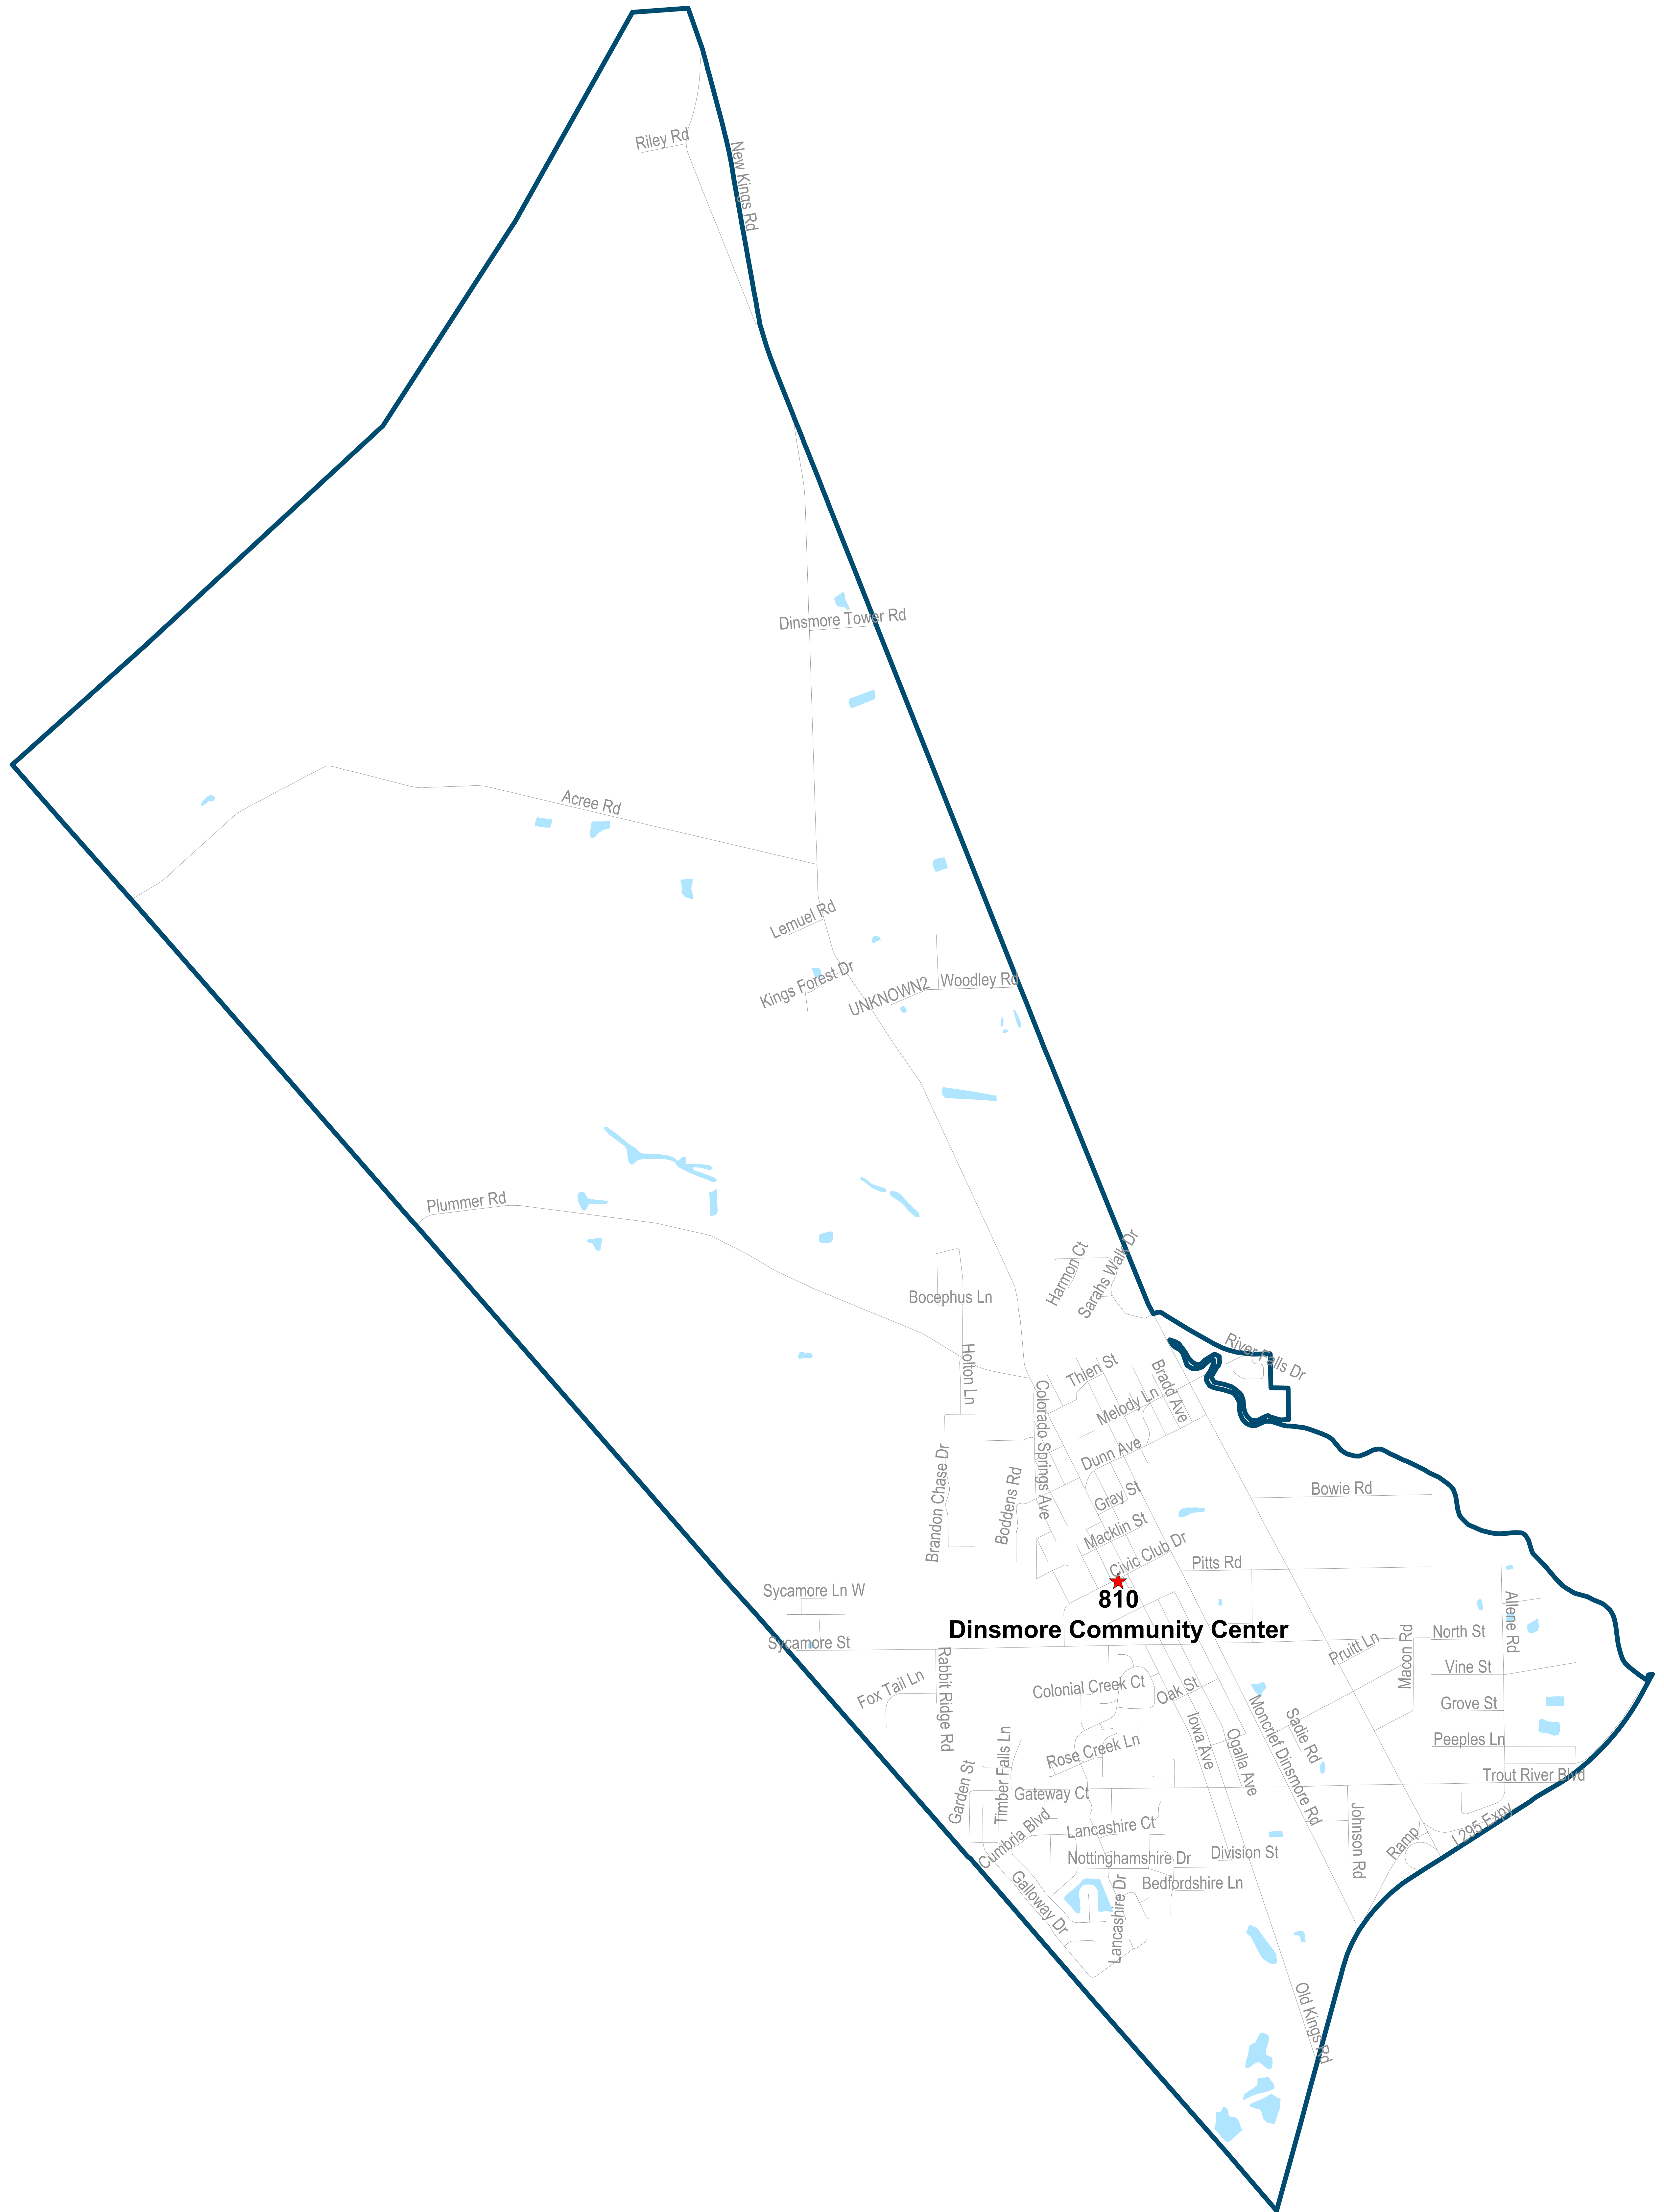 Riley Rd
New Kings Rd
Dinsmore Tower Rd
Acree Rd
Lemuel Rd
Kings Forest Dr
UNKNOWN2
Woodley Rd
Plummer Rd
Harmon Ct
Sarahs Walk Dr
Bocephus Ln
River Falls Dr
Holton Ln
Thien St
Bradd Ave
Colorado Springs Ave
Melody Ln
Dunn Ave
Brandon Chase Dr
Boddens Rd
Gray St
Bowie Rd
Macklin St
Civic Club Dr
Pitts Rd
Sycamore Ln W
810
Allene Rd
Dinsmore Community Center
Sycamore St
North St
Pruitt Ln
Macon Rd
Vine St
Rabbit Ridge Rd
Fox Tail Ln
Colonial Creek Ct
Oak St
Grove St
Moncrief Dinsmore Rd
Sadie Rd
Iowa Ave
Ogalla Ave
Peeples Ln
Rose Creek Ln
Timber Falls Ln
Trout River Blvd
Garden St
Gateway Ct
Cumbria Blvd
Lancashire Ct
Johnson Rd
Ramp
I-295 Expy
Nottinghamshire Dr
Division St
Bedfordshire Ln
Galloway Dr
Lancashire Dr
Old Kings Rd